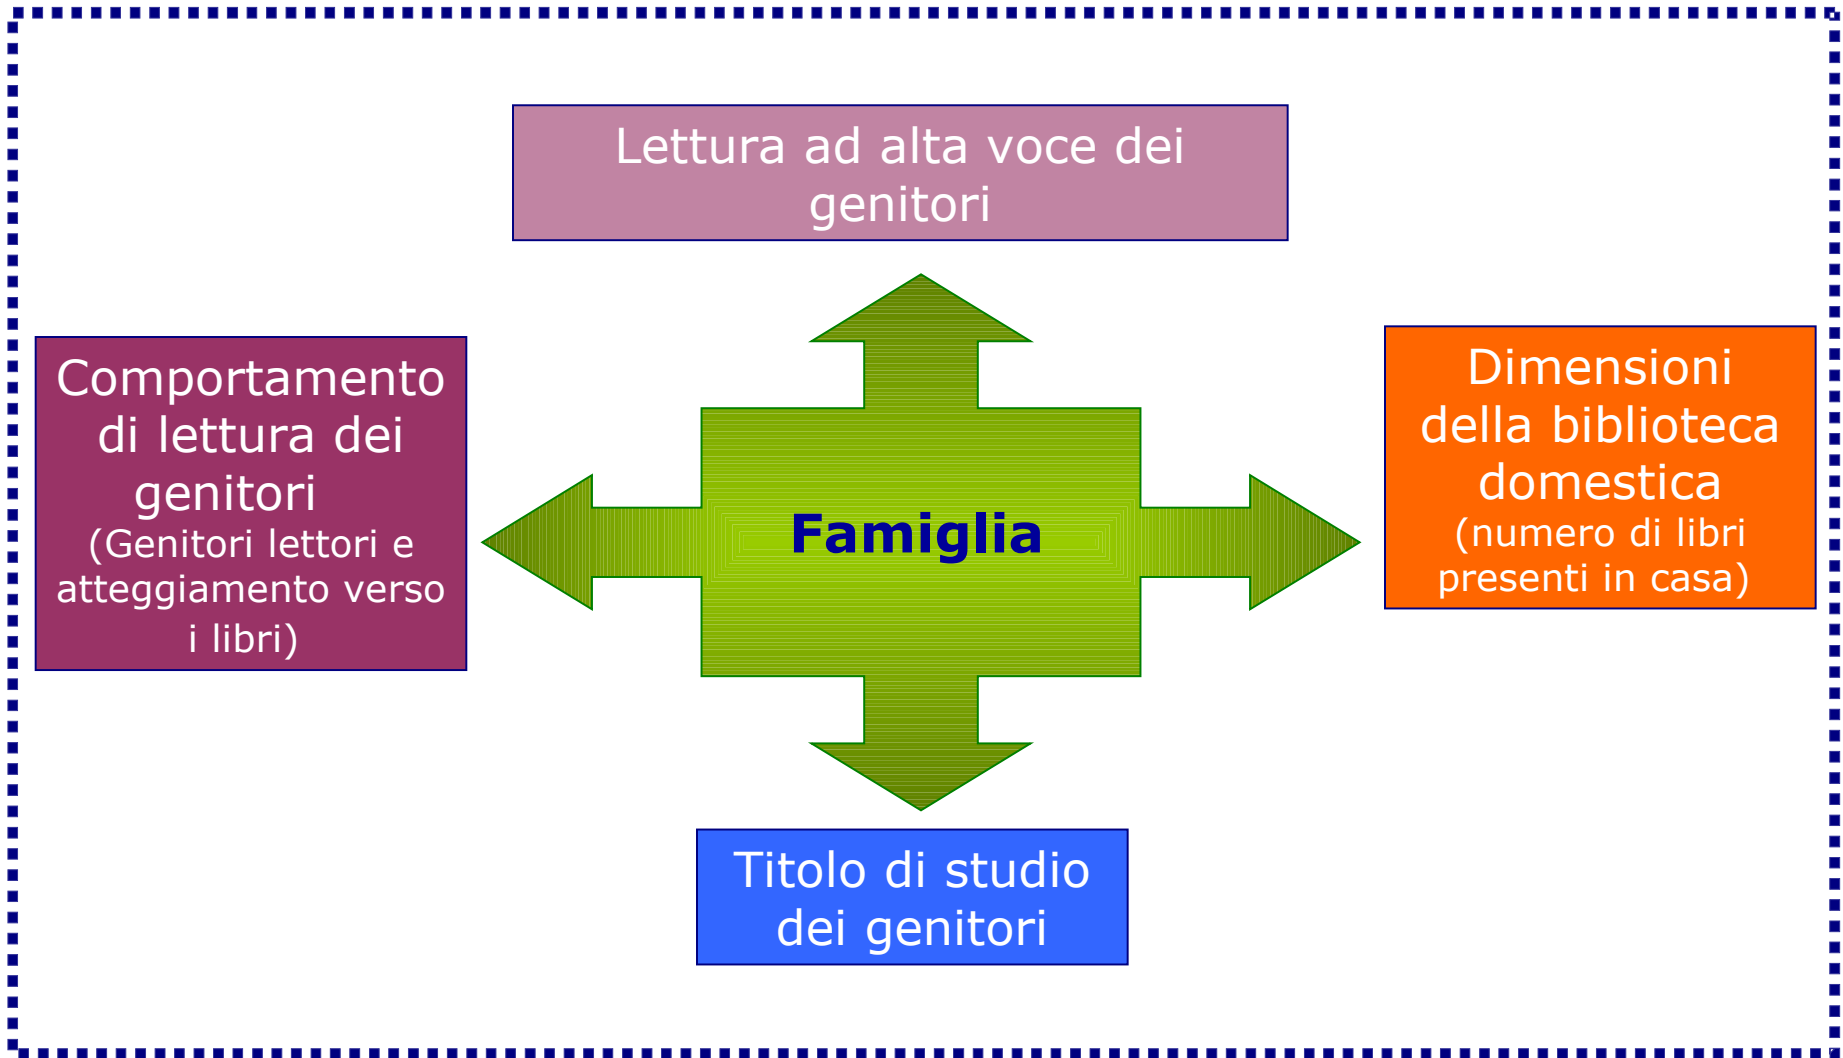 Lettura ad alta voce dei
genitori
Comportamento
di lettura dei
genitori
(Genitori lettori e
atteggiamento verso
i libri)
Famiglia
Dimensioni
della biblioteca
domestica
(numero di libri
presenti in casa)
Titolo di studio
dei genitori